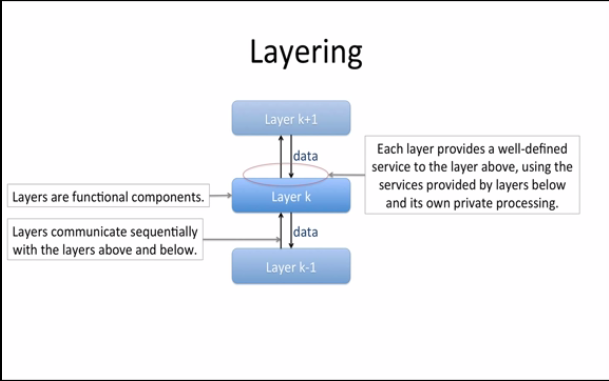 Layering
Layer k+1
data
Each layer provides a well-defined
service to the layer above, using the
services provided by layers below
and its own private processing.
Layers are functional components.
Layer k
Layers communicate sequentially
with the layers above and below.
data
Layer k-1